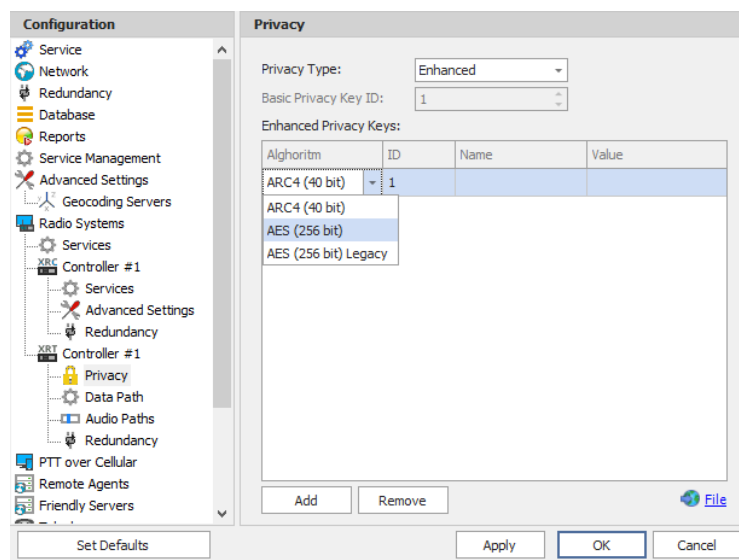 Configuration
Service
Network
Redundancy
Database
Reports
Service Management
Advanced Settings
Geocoding Servers
Radio Systems
Services
XRC Controller #1
Services
Advanced Settings
Redundancy
XRT Controller #1
Privacy
Data Path
Audio Paths
Redundancy
PTT over Cellular
Remote Agents
Friendly Servers
Set Defaults
Privacy
Privacy Type: Enhanced
Basic Privacy Key ID: 1
Enhanced Privacy Keys:
Alghoritm ID Name Value
ARC4 (40 bit) 1
ARC4 (40 bit)
AES (256 bit)
AES (256 bit) Legacy
Add Remove File
Apply OK Cancel